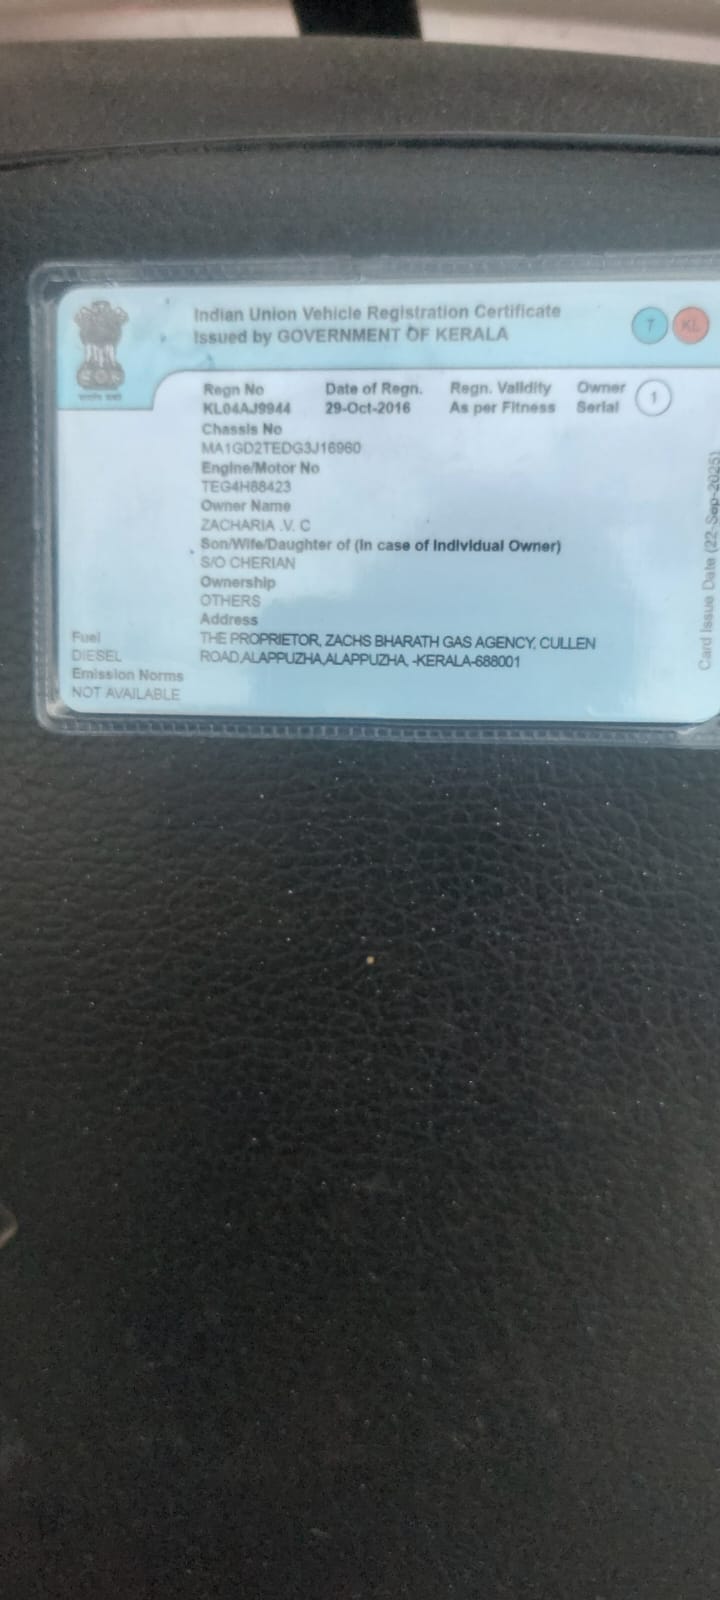 Indian Union Vehicle Registration Certificate
Issued by GOVERNMENT OF KERALA
T KL
Regn No Date of Regn. Regn. Validity Owner
KL04AJ9944 29-Oct-2016 As per Fitness Serial 1
Chassis No
MA1GD2TEDG3J16960
Engine/Motor No
TEG4H88423
Owner Name
ZACHARIA .V. C
Son/Wife/Daughter of (In case of Individual Owner)
S/O CHERIAN
Ownership
OTHERS
Address
THE PROPRIETOR, ZACHS BHARATH GAS AGENCY, CULLEN
ROAD,ALAPPUZHA,ALAPPUZHA, -KERALA-688001
Fuel
DIESEL
Emission Norms
NOT AVAILABLE
Card Issue Date (22-Sep-2025)